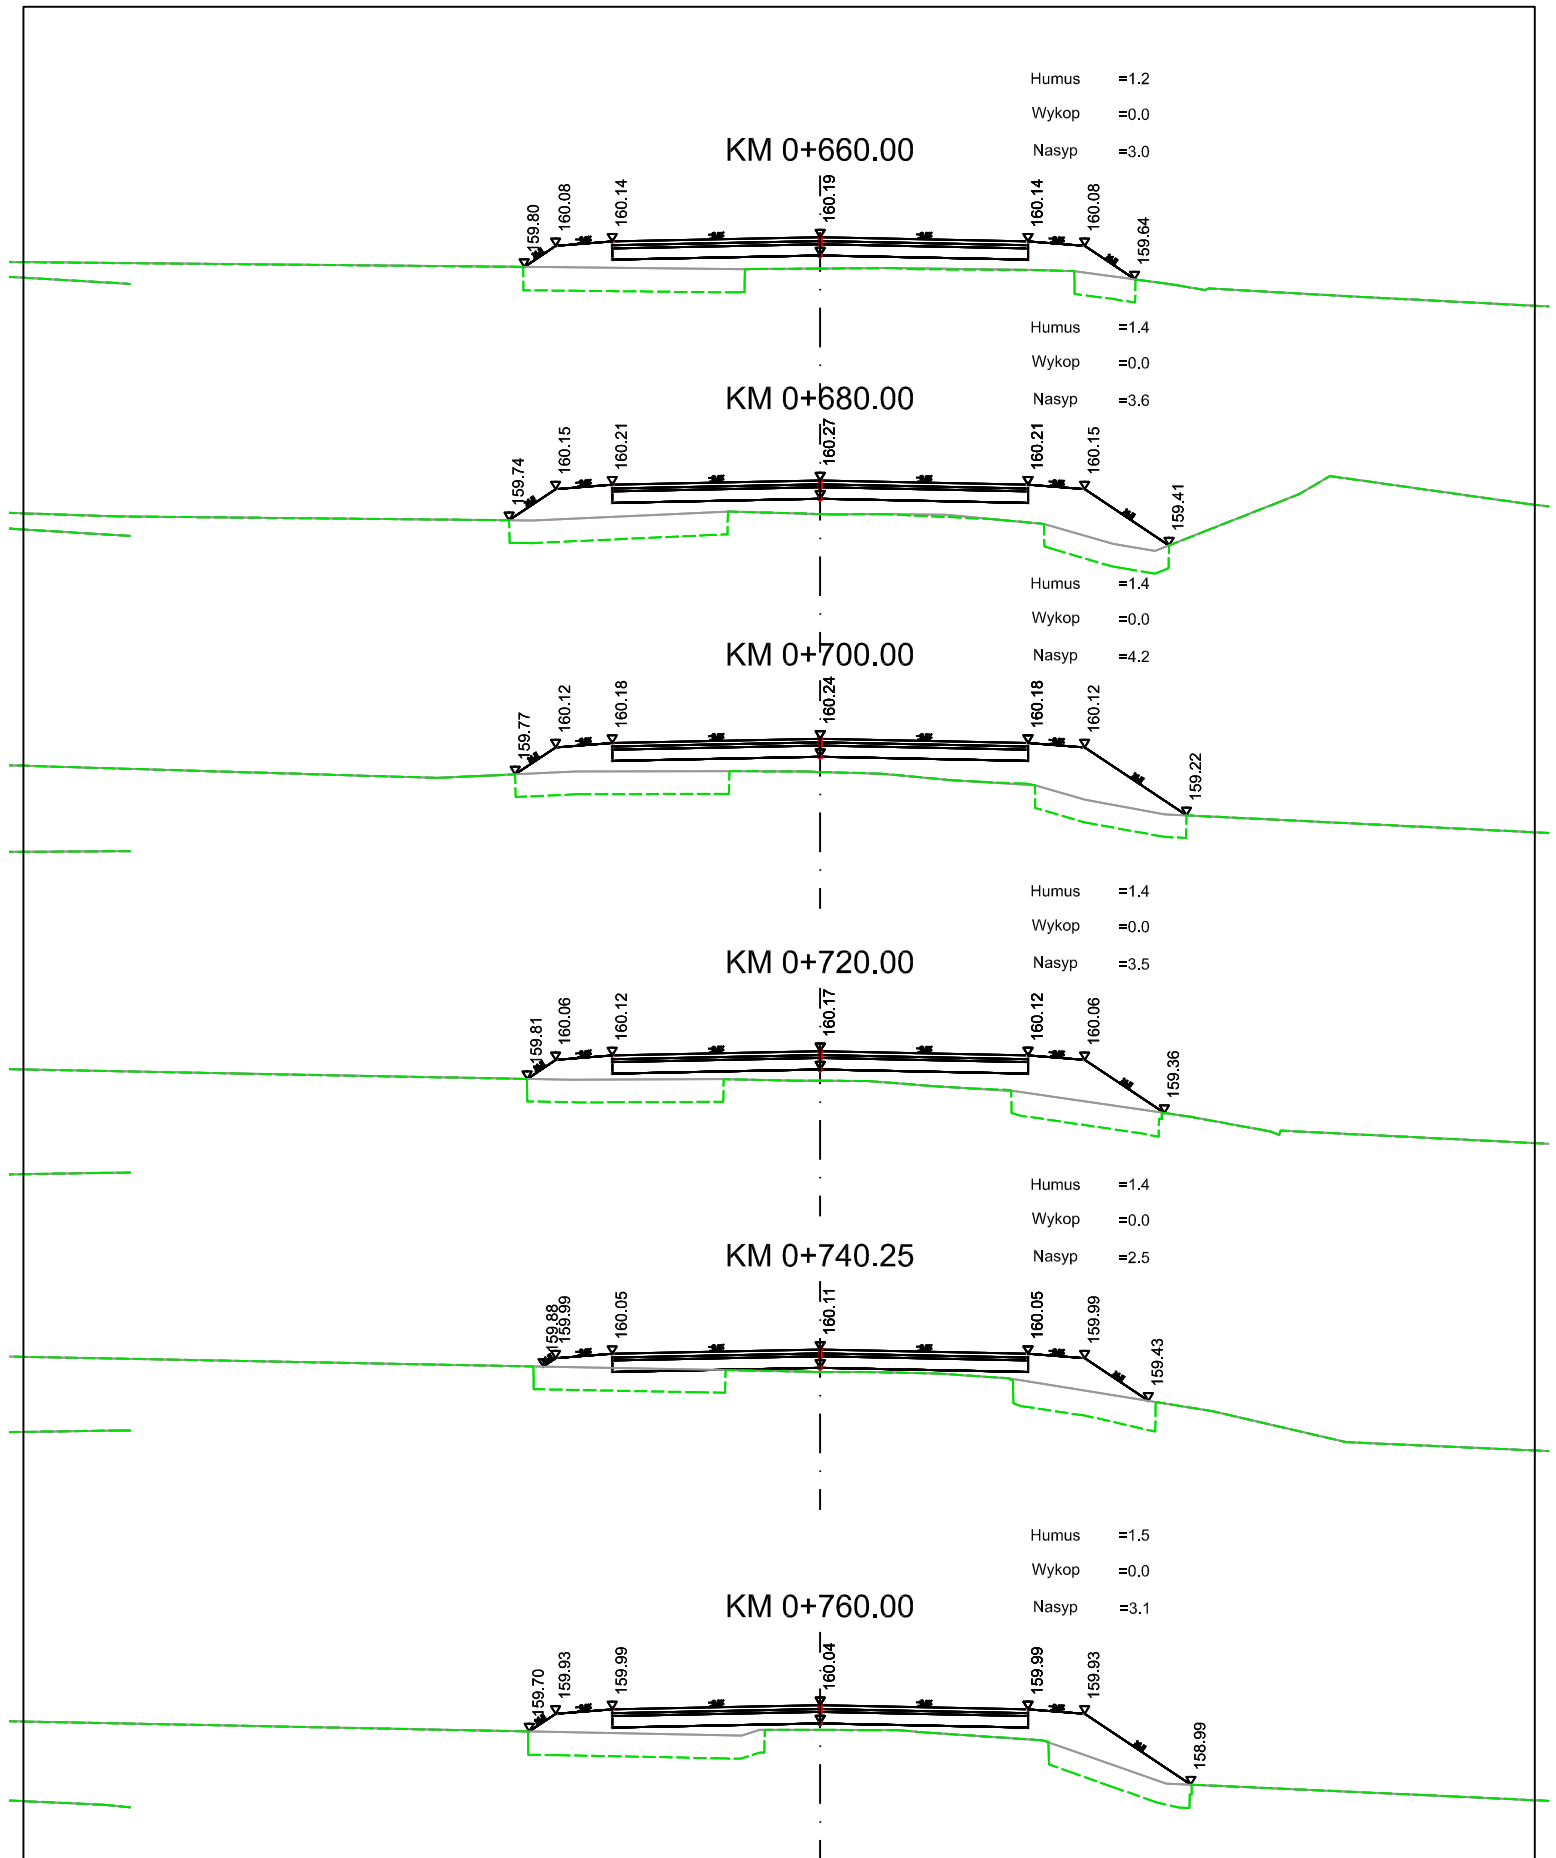 Humus =1.2
Wykop =0.0
KM 0+660.00
Nasyp =3.0
159.80 160.08 160.14 160.19 160.14 160.08 159.64
Humus =1.4
Wykop =0.0
KM 0+680.00
Nasyp =3.6
159.74 160.15 160.21 160.27 160.21 160.15 159.41
Humus =1.4
Wykop =0.0
KM 0+700.00
Nasyp =4.2
159.77 160.12 160.18 160.24 160.18 160.12 159.22
Humus =1.4
Wykop =0.0
KM 0+720.00
Nasyp =3.5
159.81 160.06 160.12 160.17 160.12 160.06 159.36
Humus =1.4
Wykop =0.0
KM 0+740.25
Nasyp =2.5
159.88 159.99 160.05 160.11 160.05 159.99 159.43
Humus =1.5
Wykop =0.0
KM 0+760.00
Nasyp =3.1
159.70 159.93 159.99 160.04 159.99 159.93 158.99